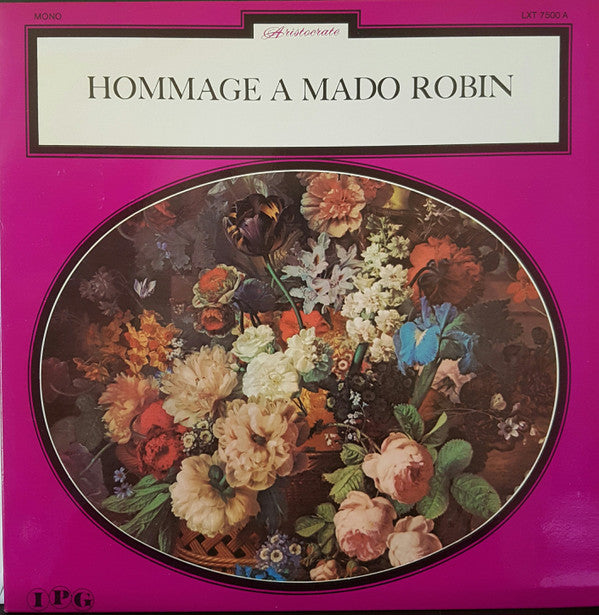 MONO
LXT 7500 A
Aristocrate
HOMMAGE A MADO ROBIN
IPG